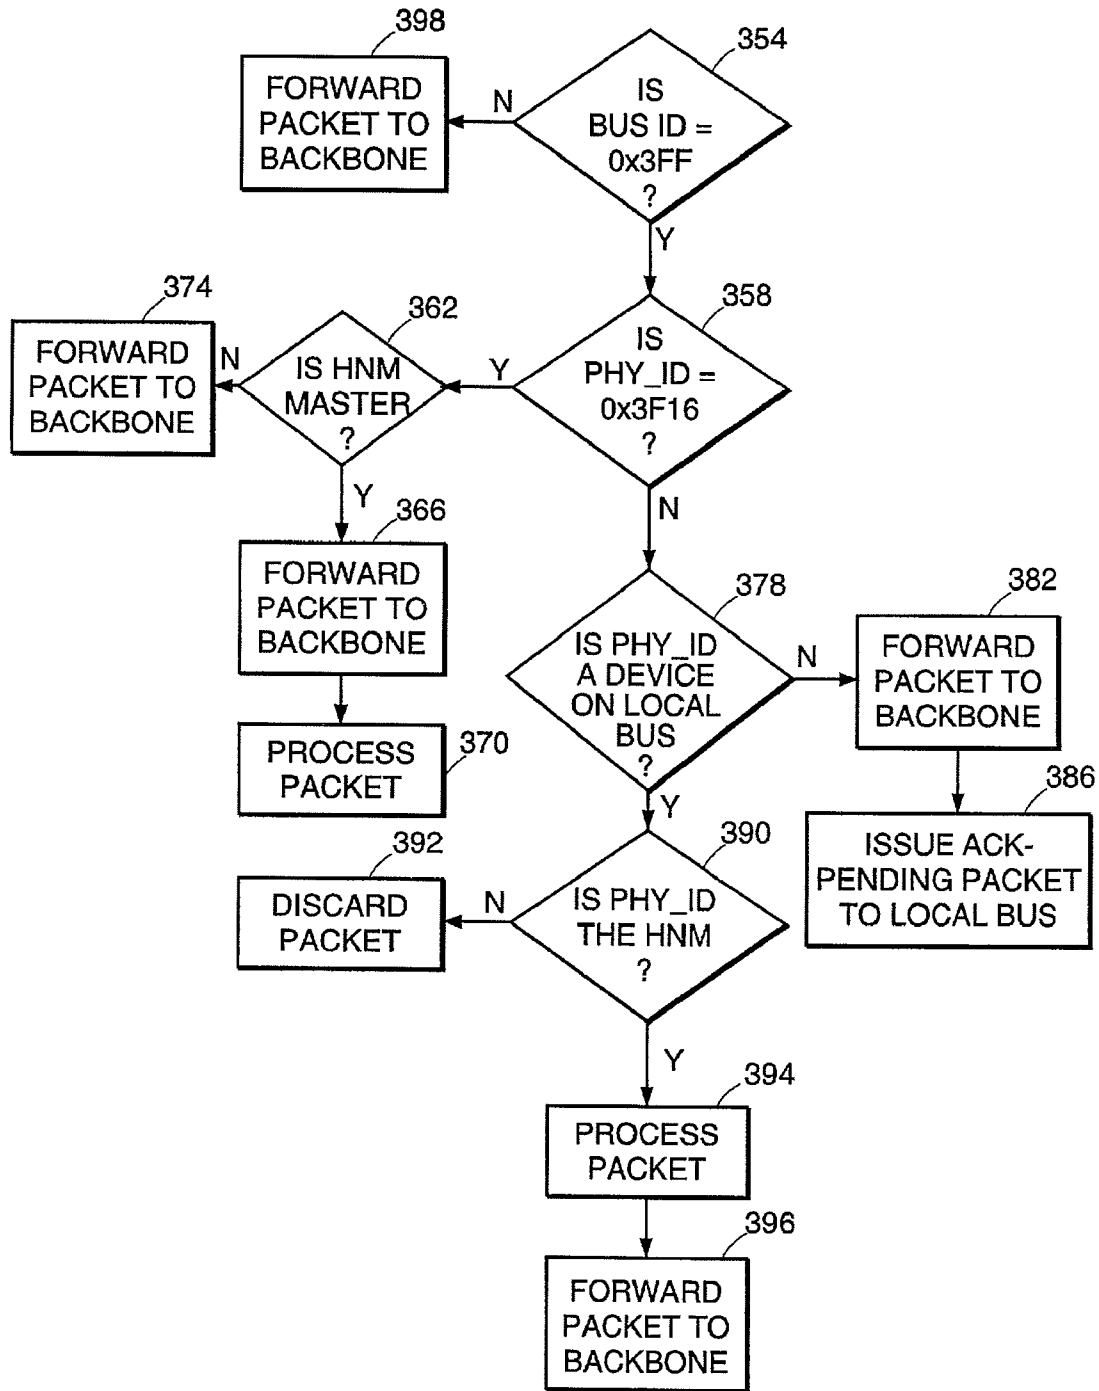 398
FORWARD
PACKET TO
BACKBONE
N
354
IS
BUS ID =
0x3FF
?
Y
374
FORWARD
PACKET TO
BACKBONE
N
362
IS HNM
MASTER
?
Y
Y
358
IS
PHY_ID =
0x3F16
?
N
366
FORWARD
PACKET TO
BACKBONE
370
PROCESS
PACKET
378
IS PHY_ID
A DEVICE
ON LOCAL
BUS
?
N
Y
382
FORWARD
PACKET TO
BACKBONE
386
ISSUE ACK-
PENDING PACKET
TO LOCAL BUS
392
DISCARD
PACKET
N
390
IS PHY_ID
THE HNM
?
Y
394
PROCESS
PACKET
396
FORWARD
PACKET TO
BACKBONE